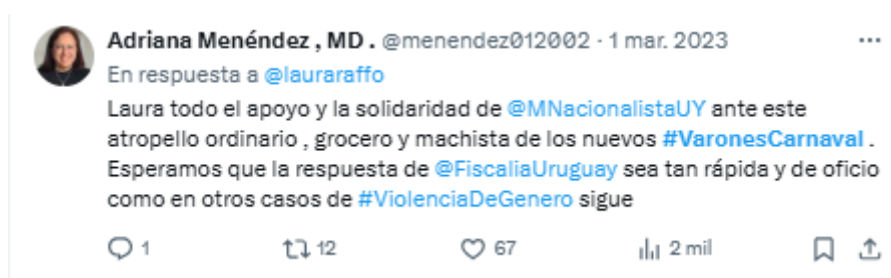 Adriana Menéndez , MD . @menendez012002 · 1 mar. 2023
En respuesta a @lauraraffo
Laura todo el apoyo y la solidaridad de @MNacionalistaUY ante este
atropello ordinario , grocero y machista de los nuevos #VaronesCarnaval .
Esperamos que la respuesta de @FiscaliaUruguay sea tan rápida y de oficio
como en otros casos de #ViolenciaDeGenero sigue
1 12 67 2 mil